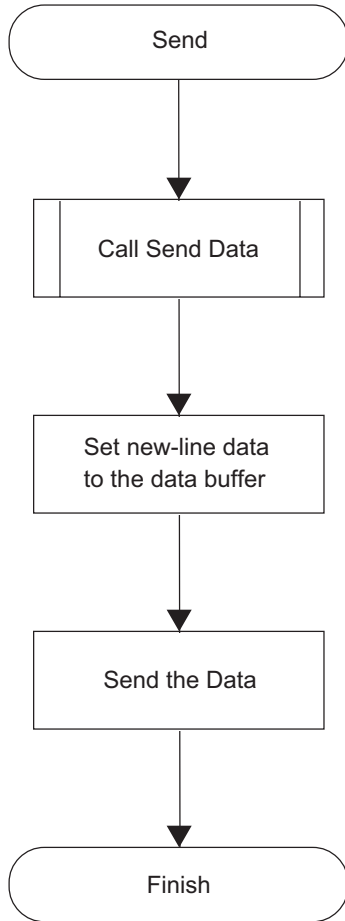 Send
Call Send Data
Set new-line data
to the data buffer
Send the Data
Finish